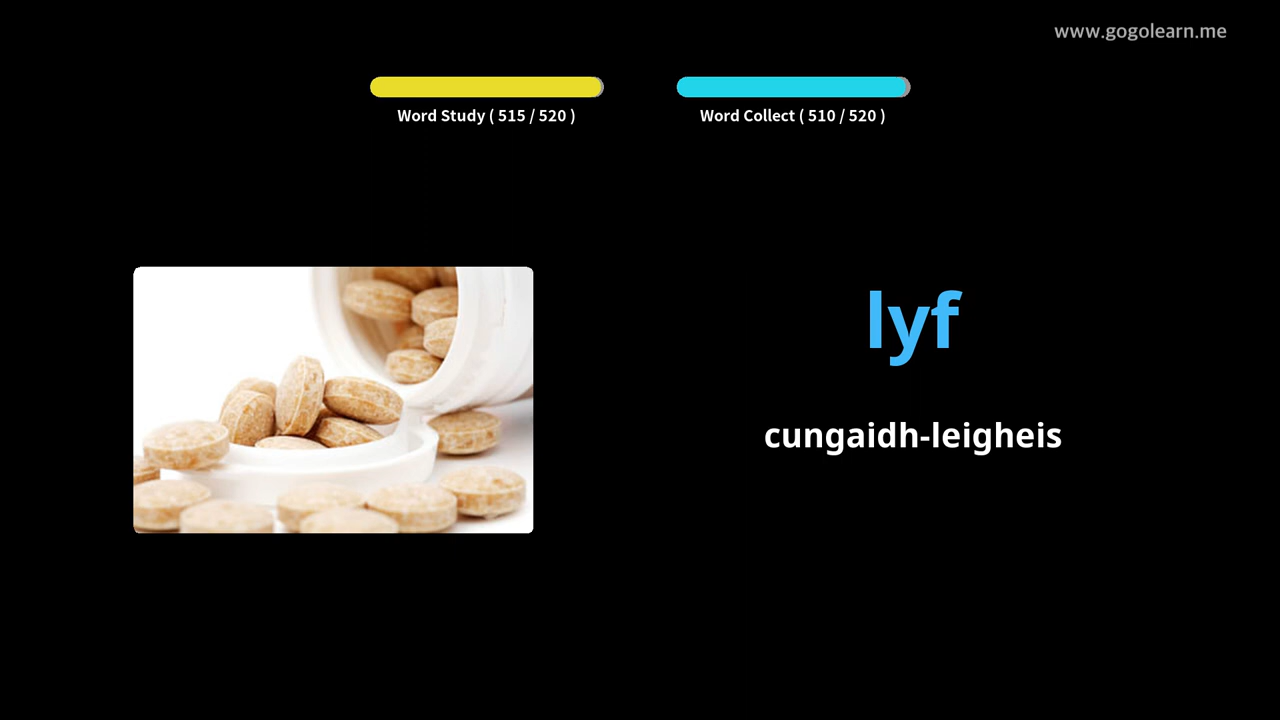 www.gogolearn.me
Word Study ( 515 / 520 )
Word Collect ( 510 / 520 )
lyf
cungaidh-leigheis